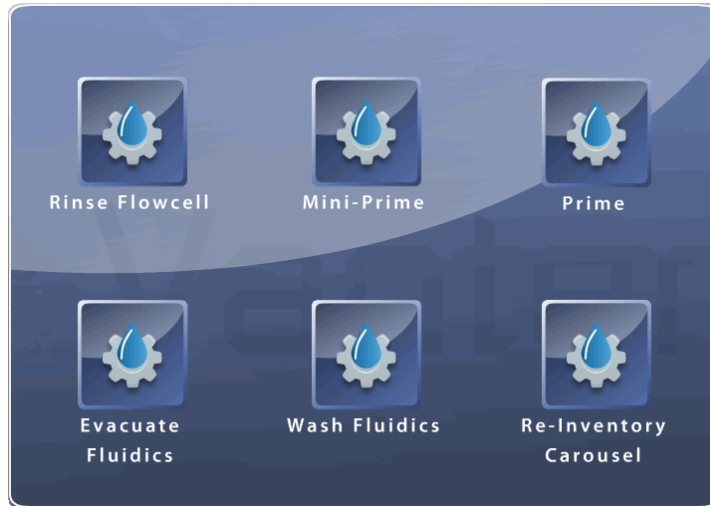 Rinse Flowcell
Mini-Prime
Prime
Evacuate
Fluidics
Wash Fluidics
Re-Inventory
Carousel